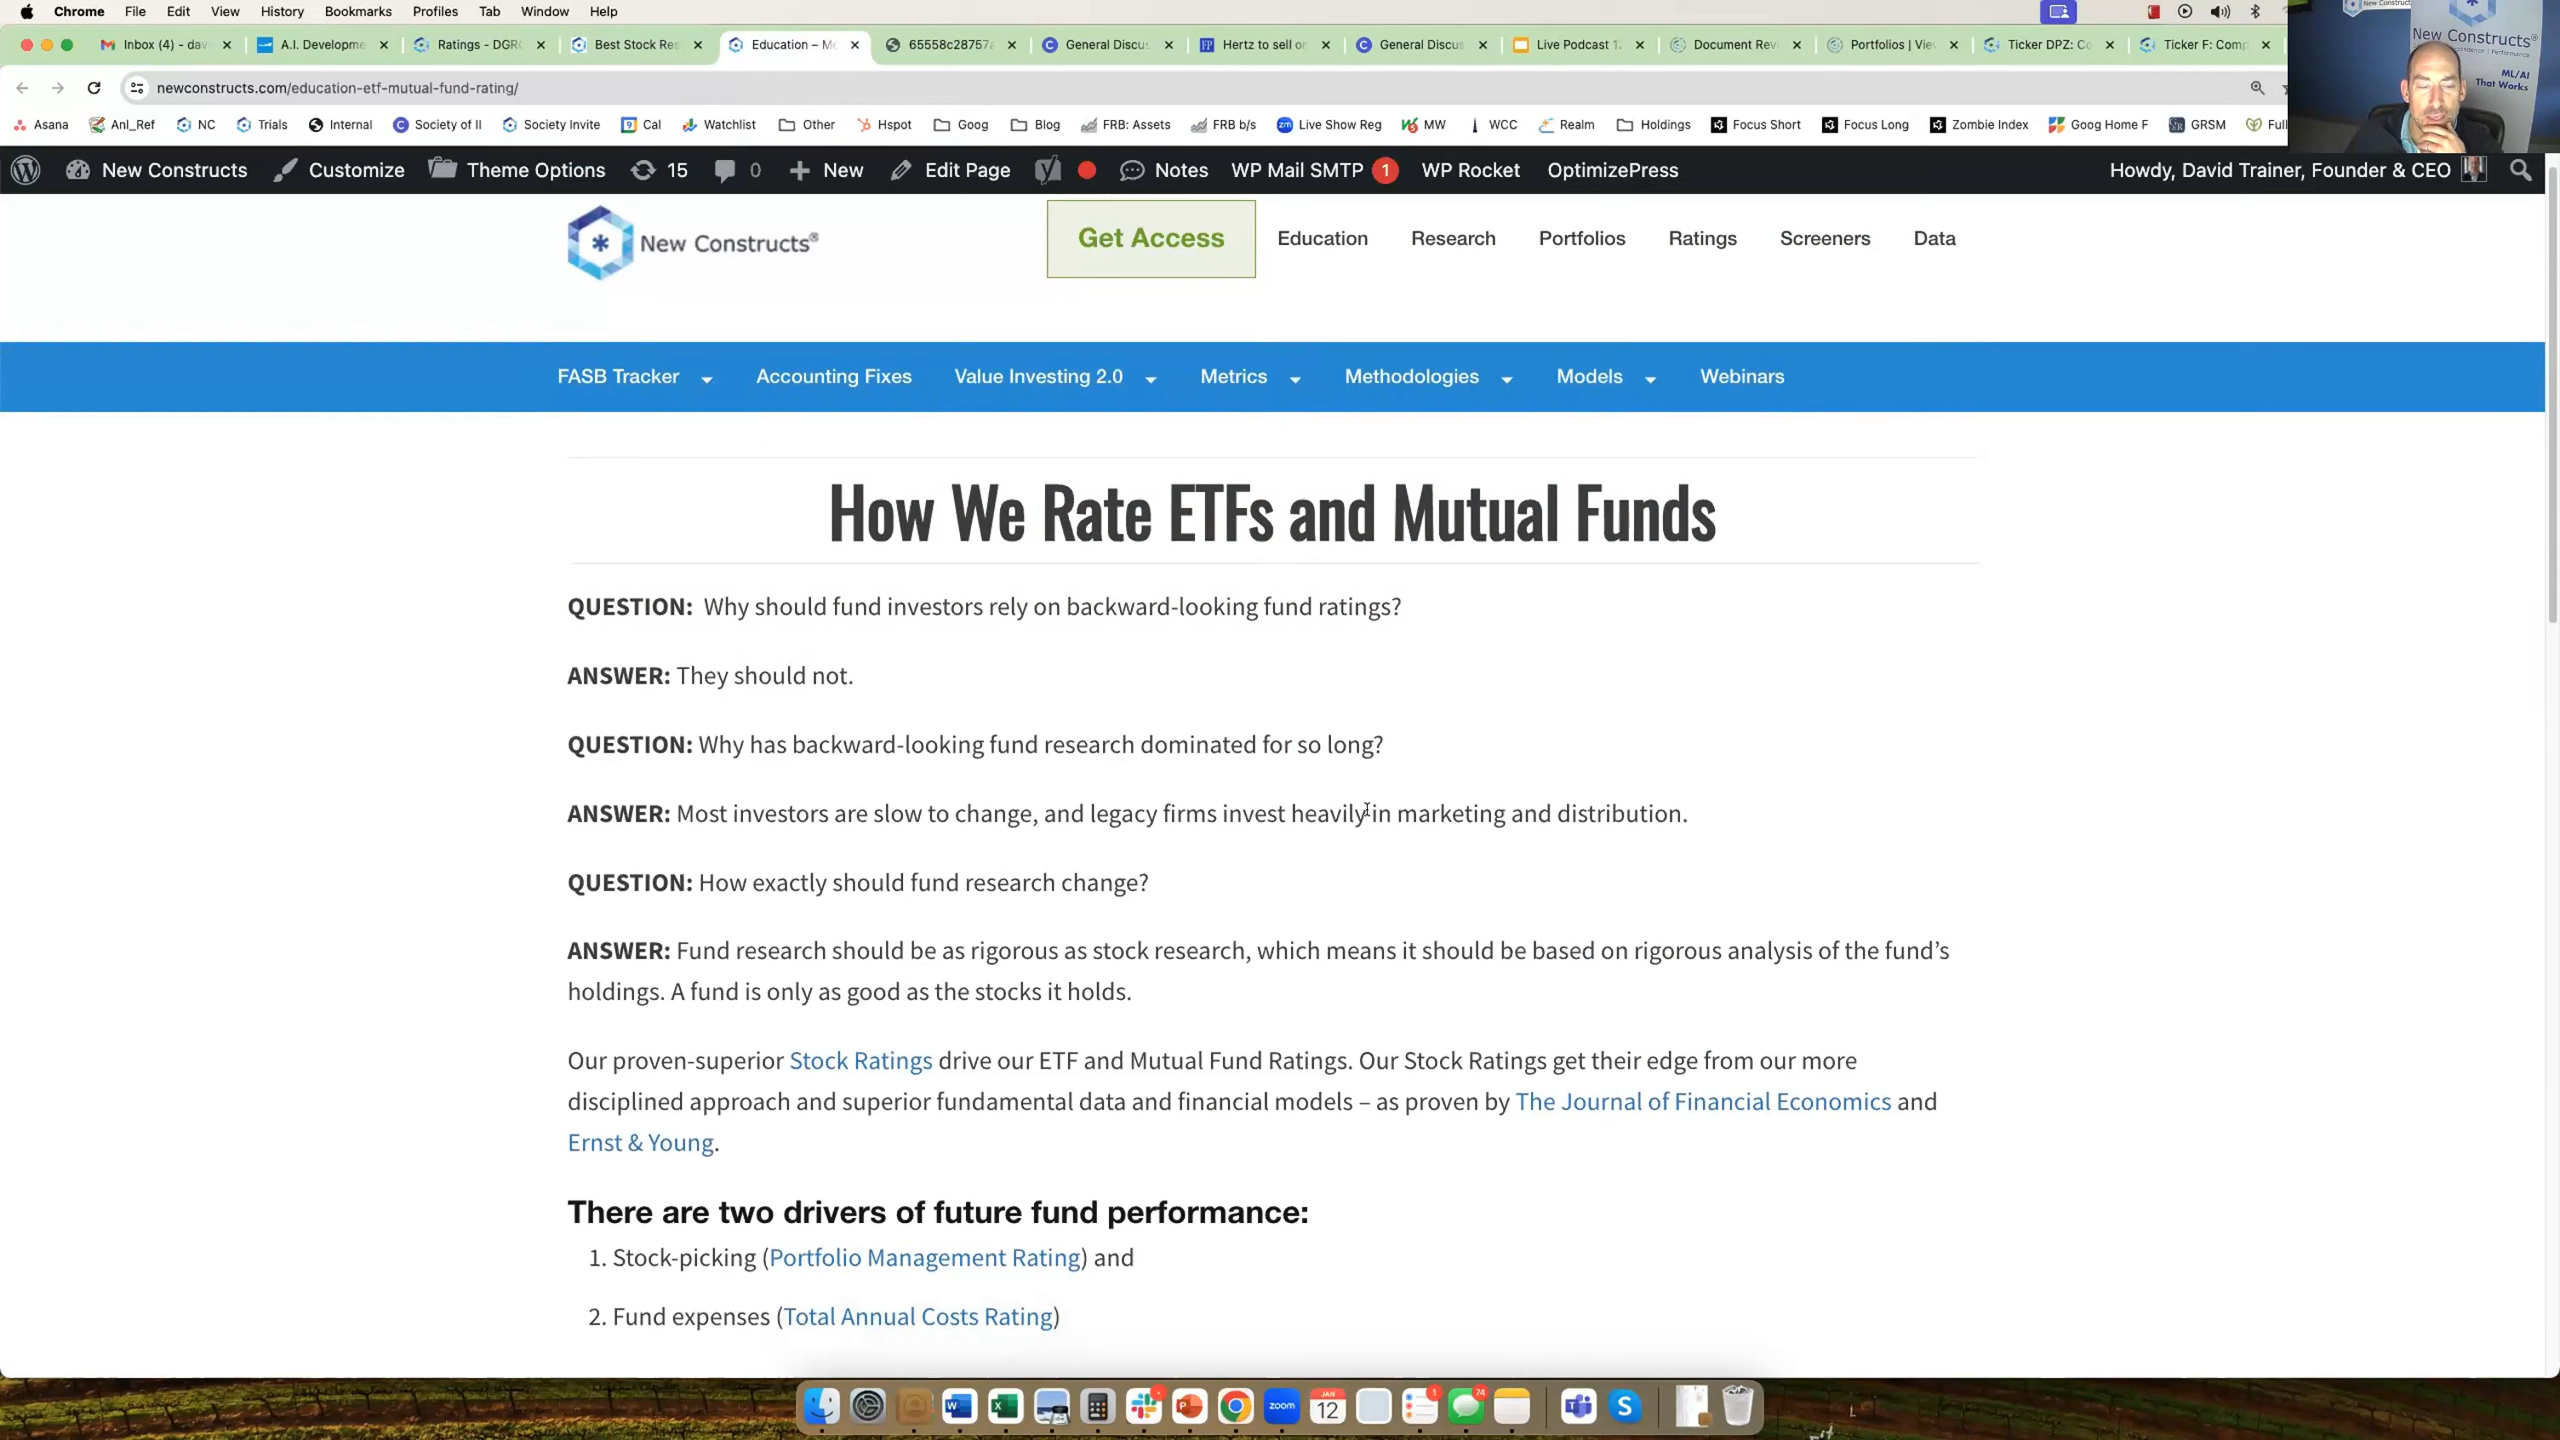 Chrome File Edit View History Bookmarks Profiles Tab Window Help
Inbox (4) - dav
A.I. Developme
Ratings - DGR
Best Stock Res
Education – M
65558c28757
General Discus
Hertz to sell o
General Discus
Live Podcast 1.
Document Rev
Portfolios | Vie
Ticker DPZ: Co
Ticker F: Comp
newconstructs.com/education-etf-mutual-fund-rating/
Asana Anl_Ref NC Trials Internal Society of II Society Invite Cal Watchlist Other Hspot Goog Blog FRB: Assets FRB b/s Live Show Reg MW WCC Realm Holdings Focus Short Focus Long Zombie Index Goog Home F GRSM Full
New Constructs Customize Theme Options 15 0 New Edit Page Notes WP Mail SMTP 1 WP Rocket OptimizePress Howdy, David Trainer, Founder & CEO
New Constructs®
ML/AI
That Works
New Constructs® Get Access Education Research Portfolios Ratings Screeners Data
FASB Tracker Accounting Fixes Value Investing 2.0 Metrics Methodologies Models Webinars
How We Rate ETFs and Mutual Funds
QUESTION: Why should fund investors rely on backward-looking fund ratings?
ANSWER: They should not.
QUESTION: Why has backward-looking fund research dominated for so long?
ANSWER: Most investors are slow to change, and legacy firms invest heavily in marketing and distribution.
QUESTION: How exactly should fund research change?
ANSWER: Fund research should be as rigorous as stock research, which means it should be based on rigorous analysis of the fund’s
holdings. A fund is only as good as the stocks it holds.
Our proven-superior Stock Ratings drive our ETF and Mutual Fund Ratings. Our Stock Ratings get their edge from our more
disciplined approach and superior fundamental data and financial models – as proven by The Journal of Financial Economics and
Ernst & Young.
There are two drivers of future fund performance:
1. Stock-picking (Portfolio Management Rating) and
2. Fund expenses (Total Annual Costs Rating)
zoom
JAN
12
1
74